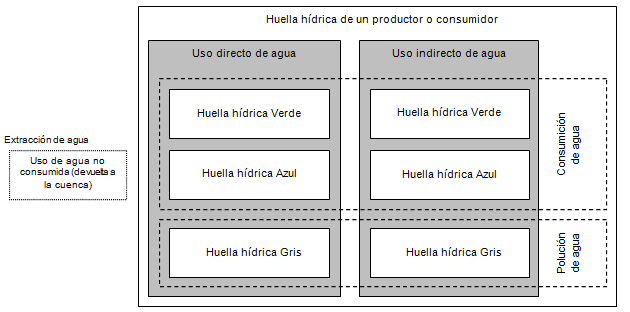 Huella hídrica de un productor o consumidor
Uso directo de agua
Uso indirecto de agua
Huella hídrica Verde
Huella hídrica Verde
Consumición
de agua
Extracción de agua
Uso de agua no
consumida (devuelta a
la cuenca)
Huella hídrica Azul
Huella hídrica Azul
Huella hídrica Gris
Huella hídrica Gris
Polución
de agua